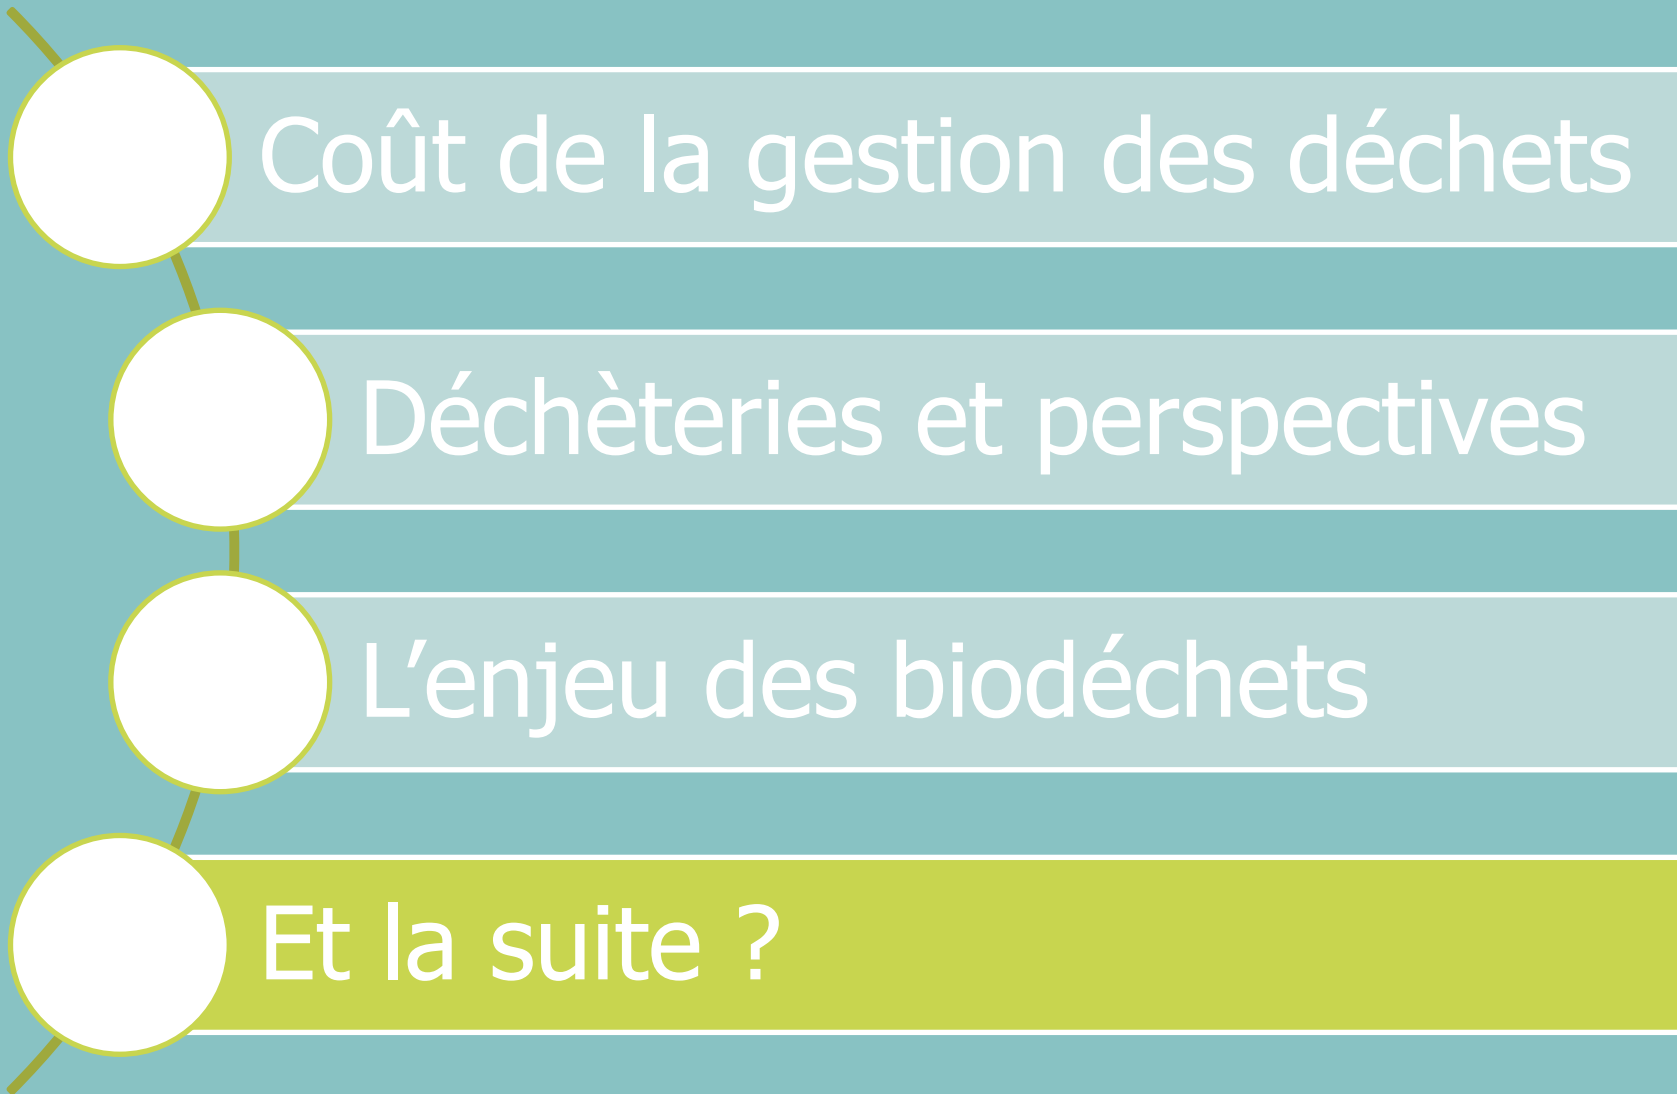 Coût de la gestion des déchets
Déchèteries et perspectives
L’enjeu des biodéchets
Et la suite ?